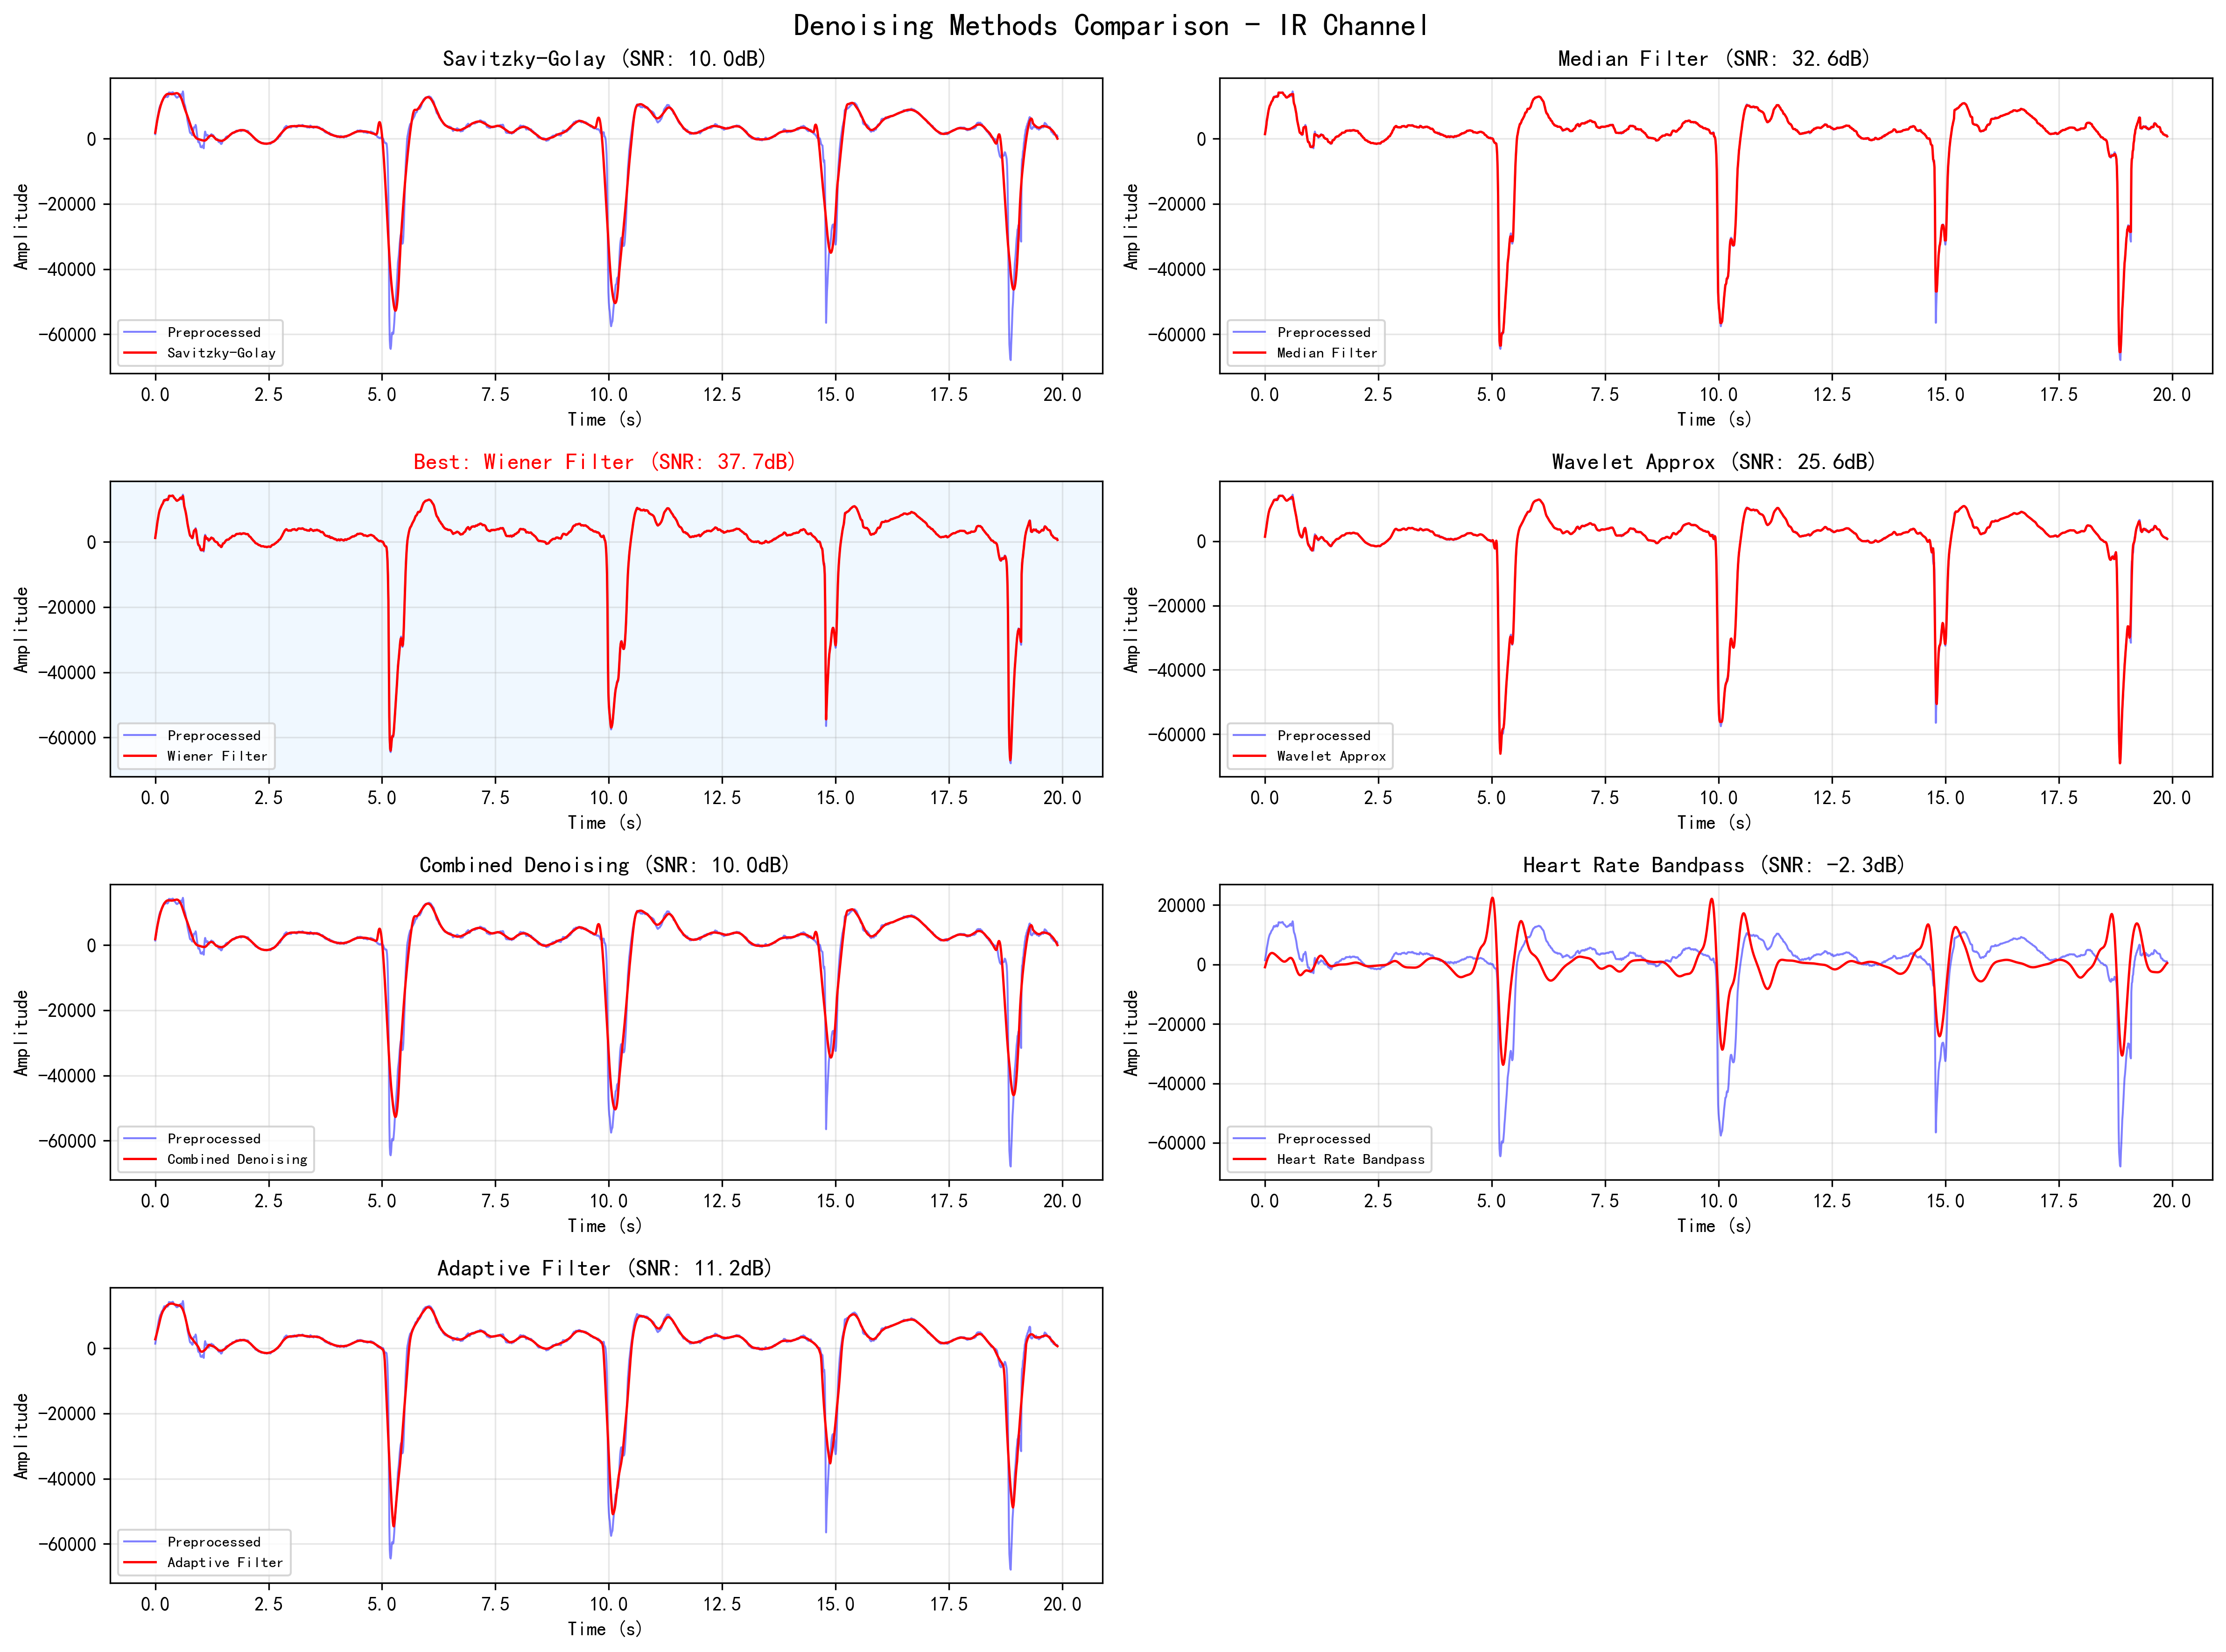 Denoising Methods Comparison - IR Channel
Savitzky-Golay (SNR: 10.0dB)
Amplitude
0
-20000
-40000
-60000
Preprocessed
Savitzky-Golay
0.0 2.5 5.0 7.5 10.0 12.5 15.0 17.5 20.0
Time (s)
Median Filter (SNR: 32.6dB)
Amplitude
0
-20000
-40000
-60000
Preprocessed
Median Filter
0.0 2.5 5.0 7.5 10.0 12.5 15.0 17.5 20.0
Time (s)
Best: Wiener Filter (SNR: 37.7dB)
Amplitude
0
-20000
-40000
-60000
Preprocessed
Wiener Filter
0.0 2.5 5.0 7.5 10.0 12.5 15.0 17.5 20.0
Time (s)
Wavelet Approx (SNR: 25.6dB)
Amplitude
0
-20000
-40000
-60000
Preprocessed
Wavelet Approx
0.0 2.5 5.0 7.5 10.0 12.5 15.0 17.5 20.0
Time (s)
Combined Denoising (SNR: 10.0dB)
Amplitude
0
-20000
-40000
-60000
Preprocessed
Combined Denoising
0.0 2.5 5.0 7.5 10.0 12.5 15.0 17.5 20.0
Time (s)
Heart Rate Bandpass (SNR: -2.3dB)
Amplitude
20000
0
-20000
-40000
-60000
Preprocessed
Heart Rate Bandpass
0.0 2.5 5.0 7.5 10.0 12.5 15.0 17.5 20.0
Time (s)
Adaptive Filter (SNR: 11.2dB)
Amplitude
0
-20000
-40000
-60000
Preprocessed
Adaptive Filter
0.0 2.5 5.0 7.5 10.0 12.5 15.0 17.5 20.0
Time (s)